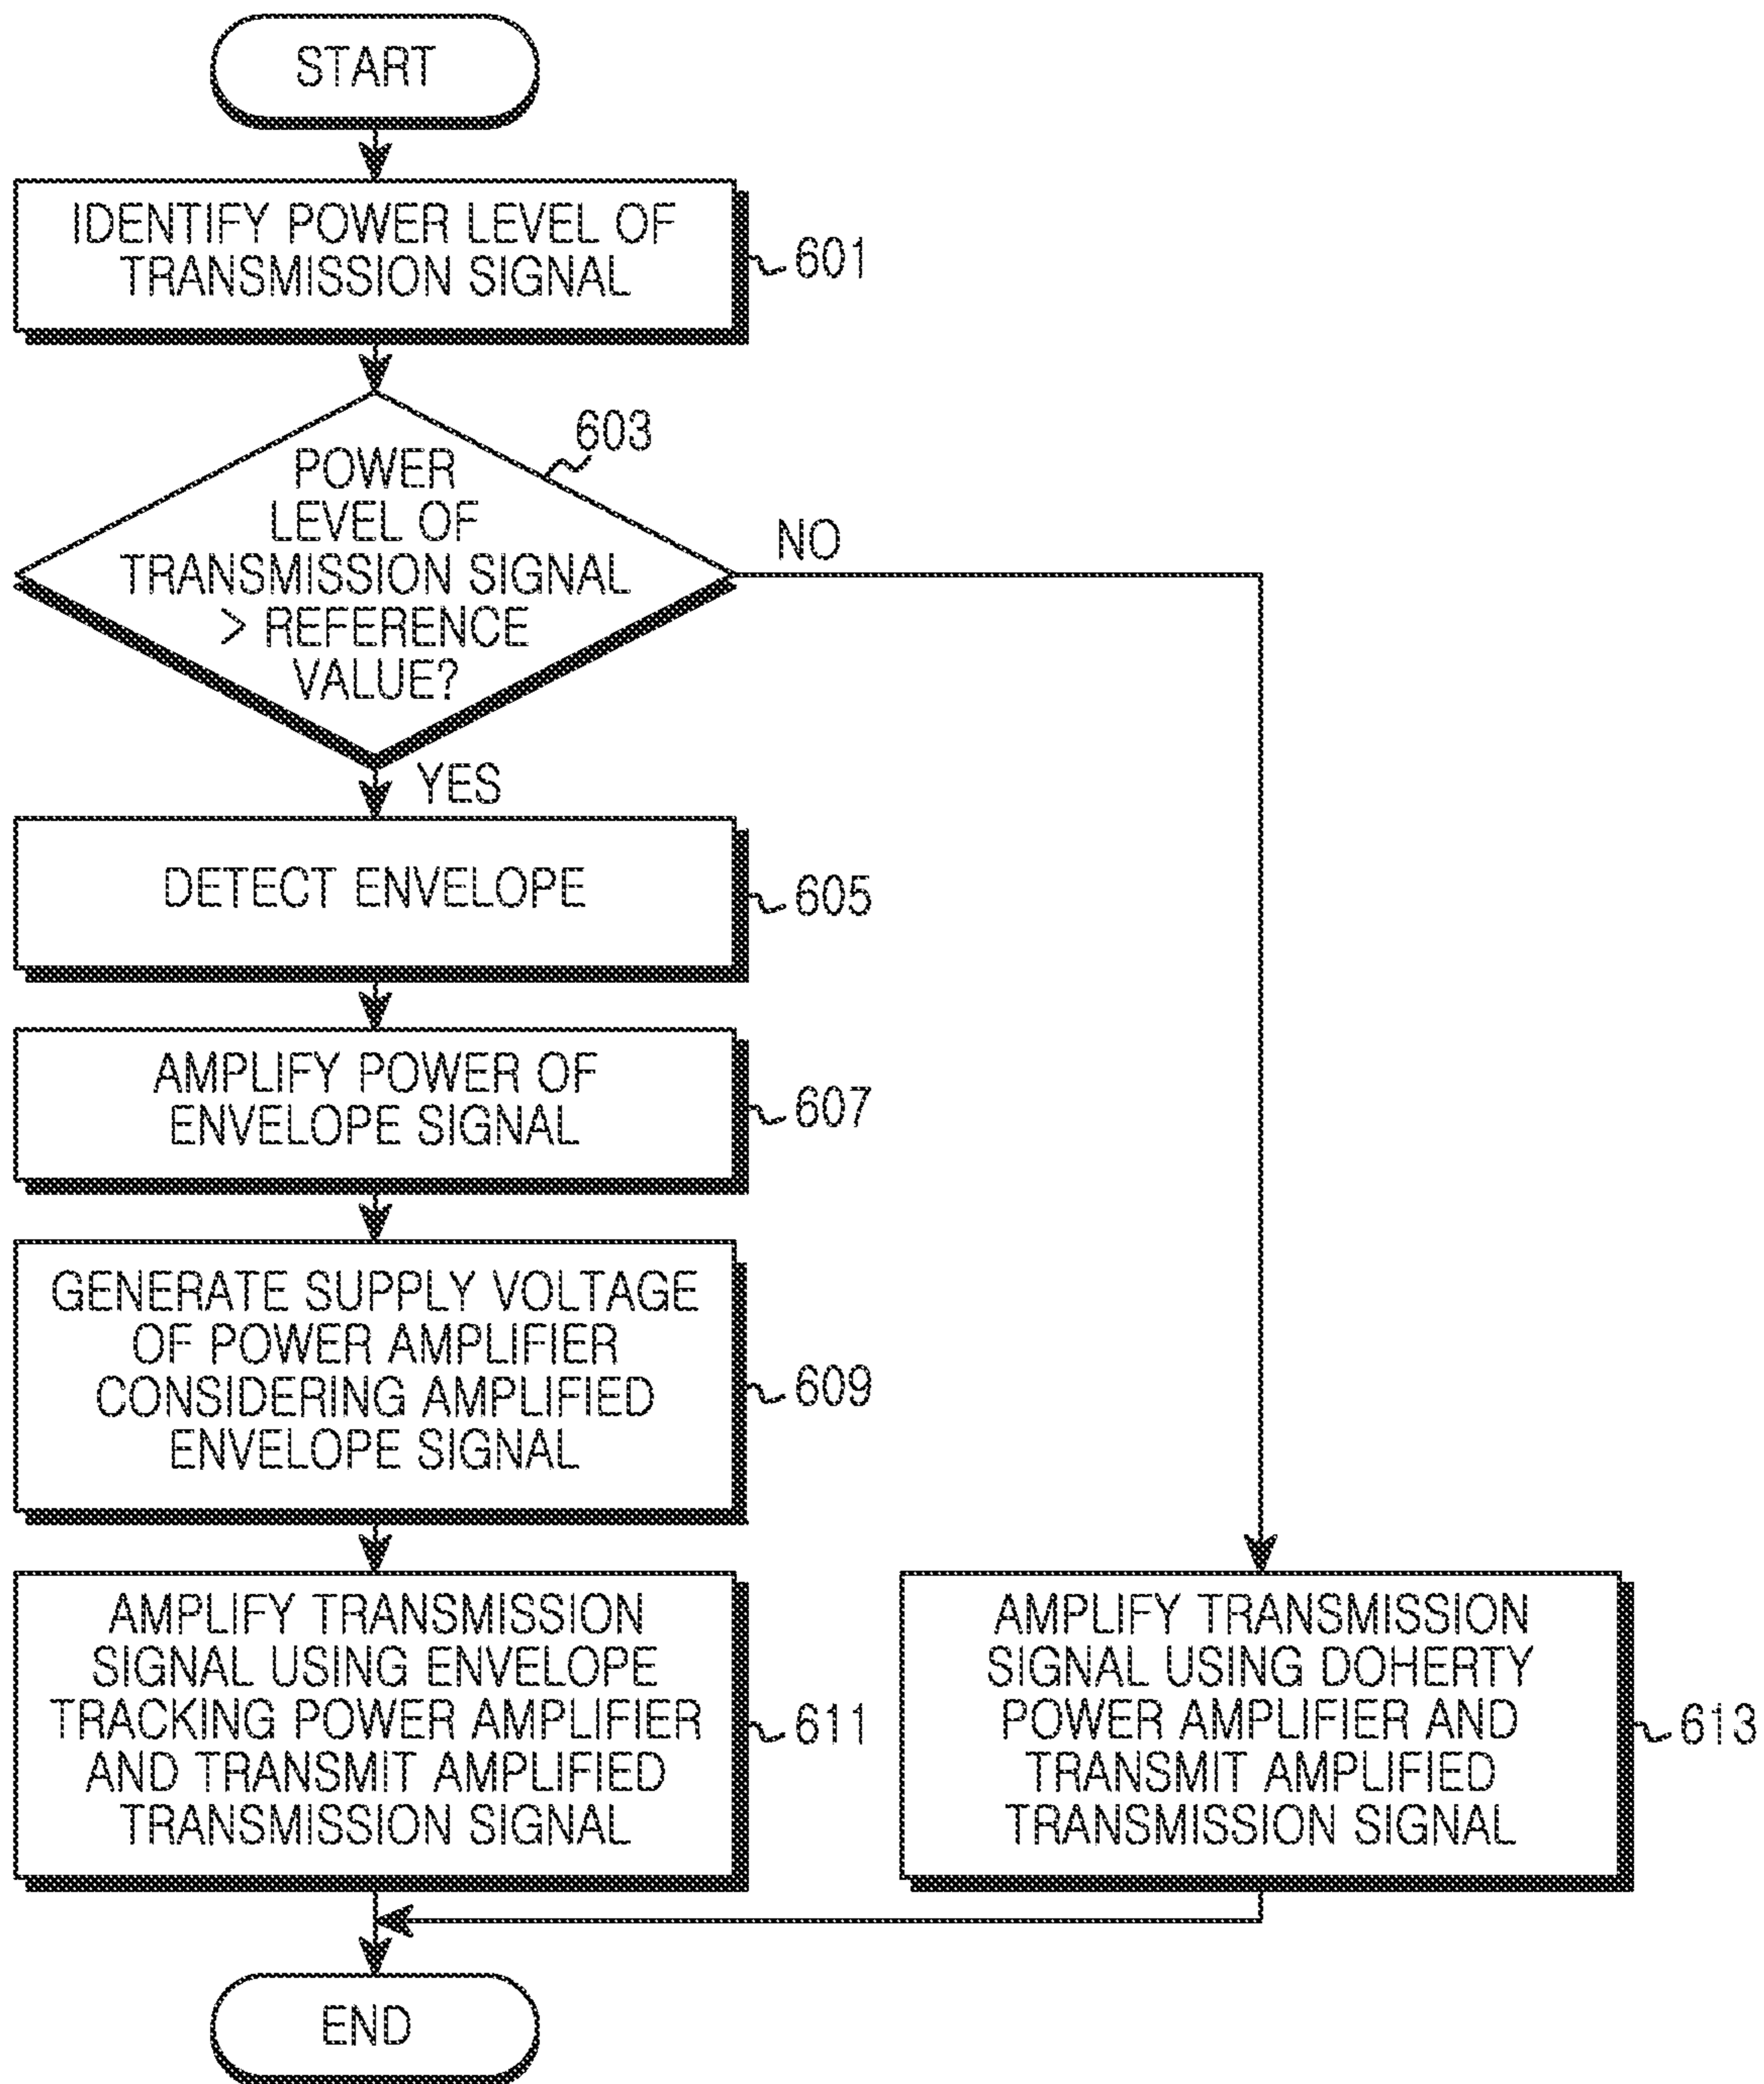 START
IDENTIFY POWER LEVEL OF
TRANSMISSION SIGNAL
601
603
POWER
LEVEL OF
TRANSMISSION SIGNAL
> REFERENCE
VALUE?
NO
YES
DETECT ENVELOPE
605
AMPLIFY POWER OF
ENVELOPE SIGNAL
607
GENERATE SUPPLY VOLTAGE
OF POWER AMPLIFIER
CONSIDERING AMPLIFIED
ENVELOPE SIGNAL
609
AMPLIFY TRANSMISSION
SIGNAL USING ENVELOPE
TRACKING POWER AMPLIFIER
AND TRANSMIT AMPLIFIED
TRANSMISSION SIGNAL
611
AMPLIFY TRANSMISSION
SIGNAL USING DOHERTY
POWER AMPLIFIER AND
TRANSMIT AMPLIFIED
TRANSMISSION SIGNAL
613
END